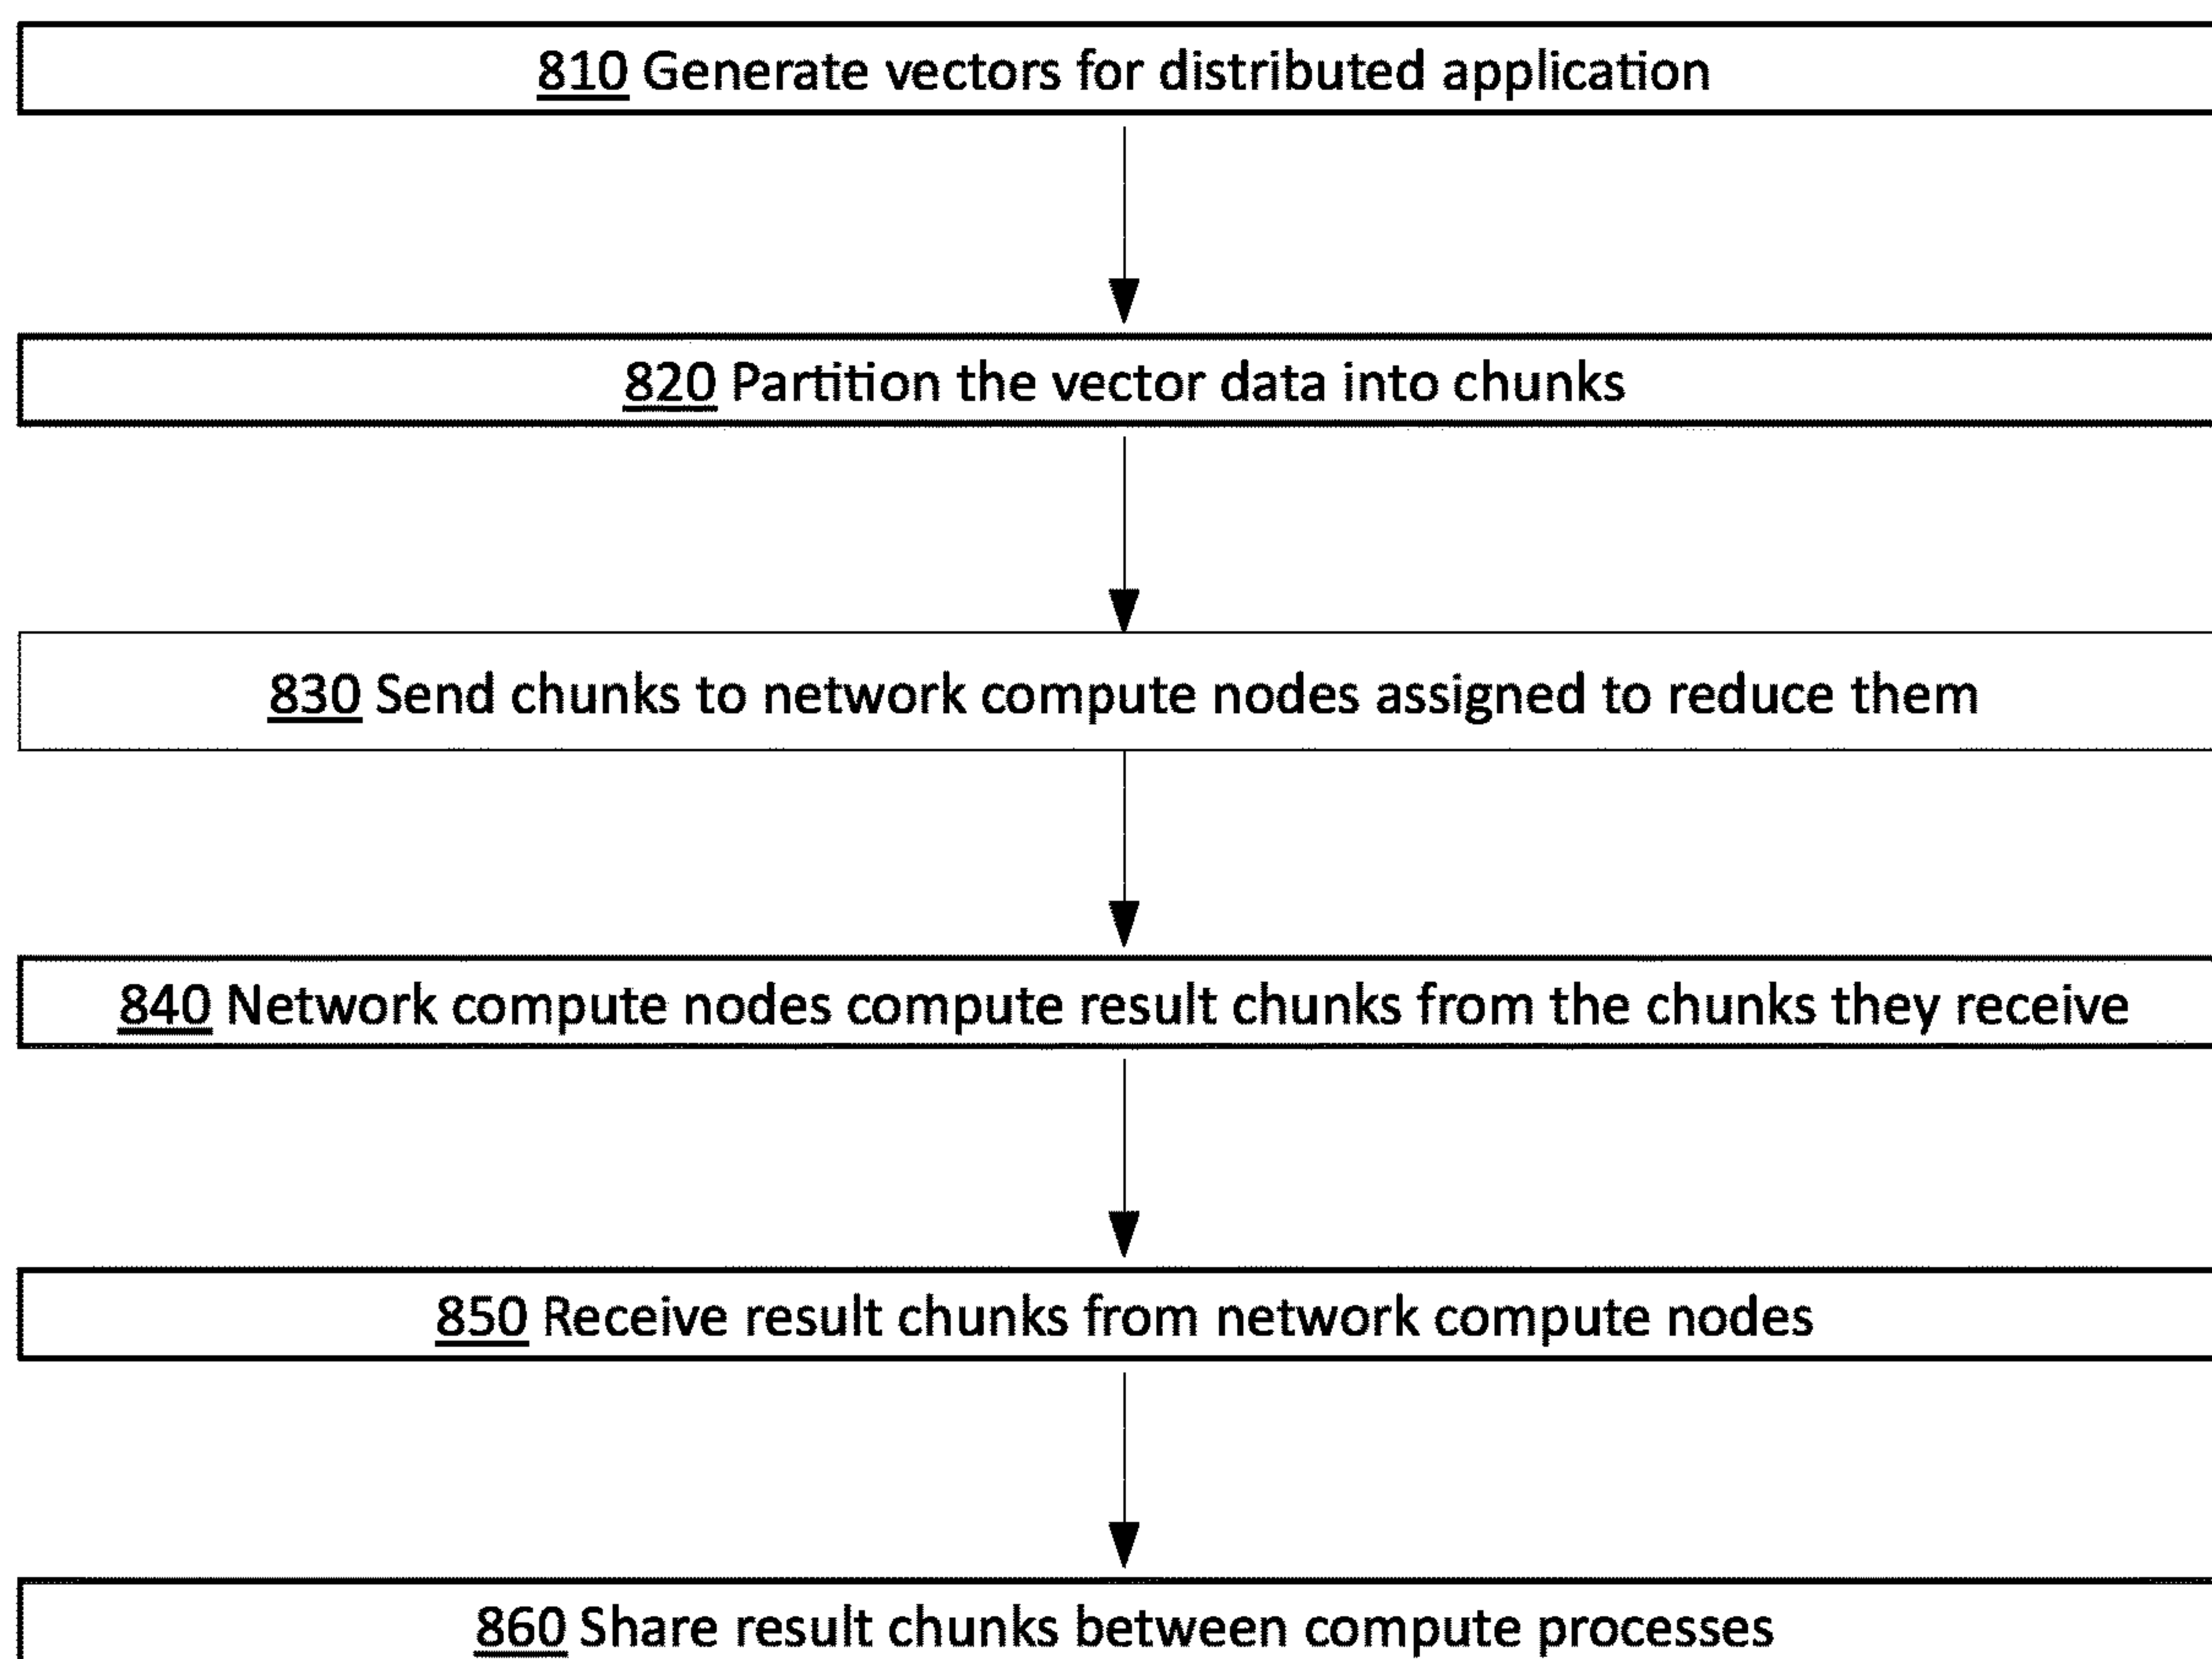 810 Generate vectors for distributed application
820 Partition the vector data into chunks
830 Send chunks to network compute nodes assigned to reduce them
840 Network compute nodes compute result chunks from the chunks they receive
850 Receive result chunks from network compute nodes
860 Share result chunks between compute processes